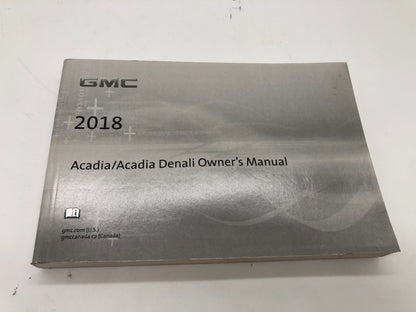 GMC
2018
Acadia/Acadia Denali Owner's Manual
gmc.com (U.S.)
gmccanada.ca (Canada)